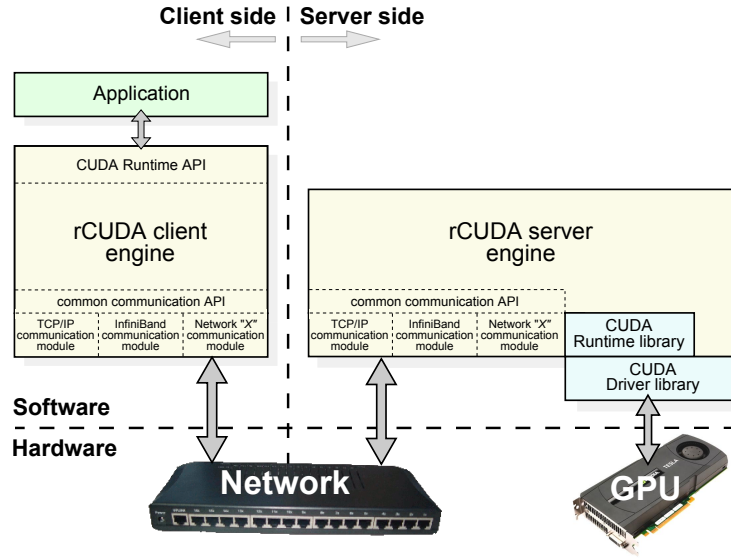 Client side
Server side
Application
CUDA Runtime API
rCUDA client
engine
common communication API
TCP/IP
communication
module
InfiniBand
communication
module
Network "X"
communication
module
rCUDA server
engine
common communication API
TCP/IP
communication
module
InfiniBand
communication
module
Network "X"
communication
module
CUDA
Runtime library
CUDA
Driver library
Software
Hardware
Network
GPU
TESLA